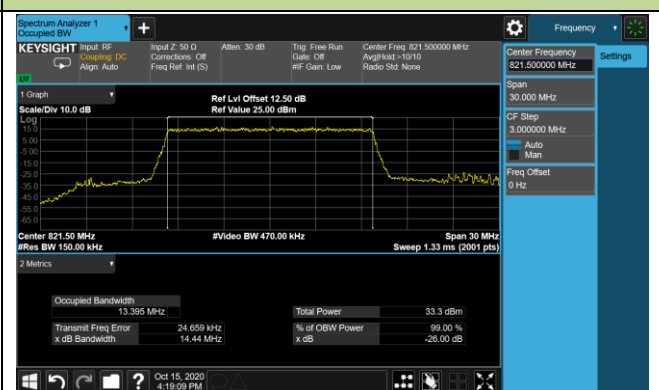 Spectrum Analyzer 1
Occupied BW
+
Frequency
KEYSIGHT
Input: RF
Coupling: DC
Align: Auto
Input Z: 50 Ω
Corrections: Off
Freq Ref: Int (S)
Atten: 30 dB
Trig: Free Run
Gate: Off
#IF Gain: Low
Center Freq: 821.500000 MHz
Avg|Hold:>10/10
Radio Std: None
Center Frequency
821.500000 MHz
Settings
Span
30.000 MHz
CF Step
3.000000 MHz
Auto
Man
Freq Offset
0 Hz
1 Graph
Scale/Div 10.0 dB
Ref Lvl Offset 12.50 dB
Ref Value 25.00 dBm
Log
15.0
5.00
-5.00
-15.0
-25.0
-35.0
-45.0
-55.0
-65.0
Center 821.50 MHz
#Video BW 470.00 kHz
Span 30 MHz
#Res BW 150.00 kHz
Sweep 1.33 ms (2001 pts)
2 Metrics
Occupied Bandwidth
13.395 MHz
Total Power 33.3 dBm
Transmit Freq Error 24.659 kHz
% of OBW Power 99.00 %
x dB Bandwidth 14.44 MHz
x dB -26.00 dB
?
Oct 15, 2020
4:19:09 PM